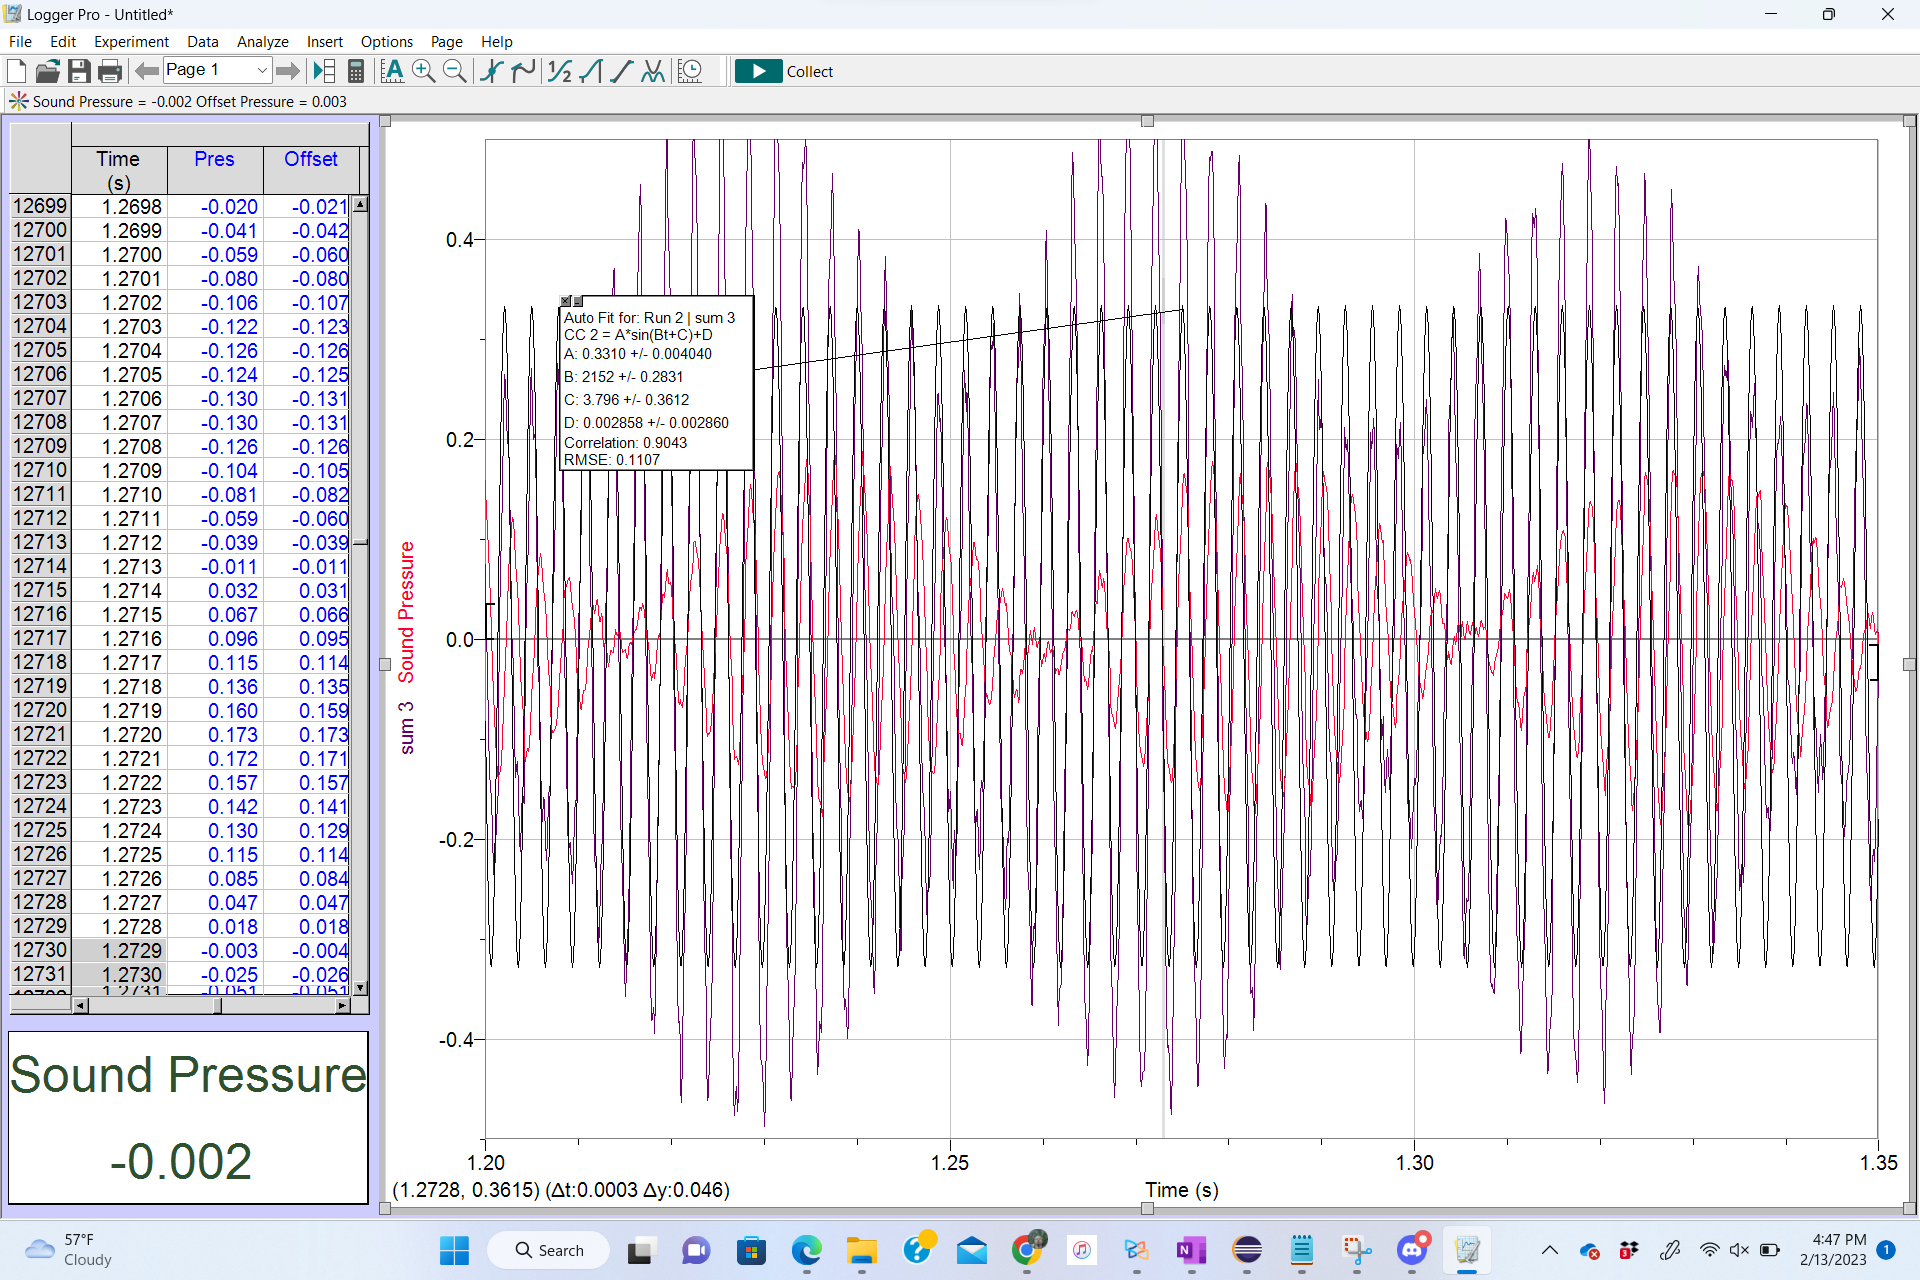 Logger Pro - Untitled*
File Edit Experiment Data Analyze Insert Options Page Help
Page 1
Collect
Sound Pressure = -0.002 Offset Pressure = 0.003
Time Pres Offset
(s)
12699 1.2698 -0.020 -0.021
12700 1.2699 -0.041 -0.042
12701 1.2700 -0.059 -0.060
12702 1.2701 -0.080 -0.080
12703 1.2702 -0.106 -0.107
12704 1.2703 -0.122 -0.123
12705 1.2704 -0.126 -0.126
12706 1.2705 -0.124 -0.125
12707 1.2706 -0.130 -0.131
12708 1.2707 -0.130 -0.131
12709 1.2708 -0.126 -0.126
12710 1.2709 -0.104 -0.105
12711 1.2710 -0.081 -0.082
12712 1.2711 -0.059 -0.060
12713 1.2712 -0.039 -0.039
12714 1.2713 -0.011 -0.011
12715 1.2714 0.032 0.031
12716 1.2715 0.067 0.066
12717 1.2716 0.096 0.095
12718 1.2717 0.115 0.114
12719 1.2718 0.136 0.135
12720 1.2719 0.160 0.159
12721 1.2720 0.173 0.173
12722 1.2721 0.172 0.171
12723 1.2722 0.157 0.157
12724 1.2723 0.142 0.141
12725 1.2724 0.130 0.129
12726 1.2725 0.115 0.114
12727 1.2726 0.085 0.084
12728 1.2727 0.047 0.047
12729 1.2728 0.018 0.018
12730 1.2729 -0.003 -0.004
12731 1.2730 -0.025 -0.026
1.2731 -0.051 -0.051
Sound Pressure
-0.002
sum 3 Sound Pressure
0.4
0.2
0.0
-0.2
-0.4
Auto Fit for: Run 2 | sum 3
CC 2 = A*sin(Bt+C)+D
A: 0.3310 +/- 0.004040
B: 2152 +/- 0.2831
C: 3.796 +/- 0.3612
D: 0.002858 +/- 0.002860
Correlation: 0.9043
RMSE: 0.1107
1.20 1.25 1.30 1.35
(1.2728, 0.3615) (Δt:0.0003 Δy:0.046)
Time (s)
57°F
Cloudy
Search
4:47 PM
2/13/2023
1